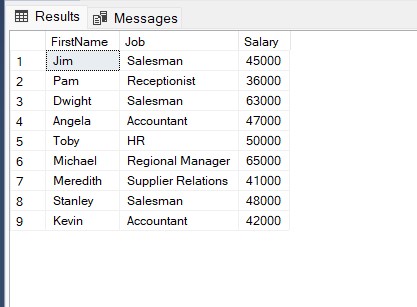 Results Messages
FirstName Job Salary
1 Jim Salesman 45000
2 Pam Receptionist 36000
3 Dwight Salesman 63000
4 Angela Accountant 47000
5 Toby HR 50000
6 Michael Regional Manager 65000
7 Meredith Supplier Relations 41000
8 Stanley Salesman 48000
9 Kevin Accountant 42000